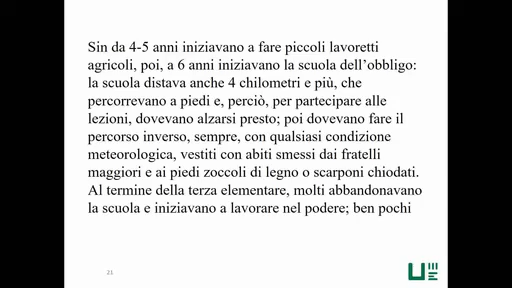 Sin da 4-5 anni iniziavano a fare piccoli lavoretti
agricoli, poi, a 6 anni iniziavano la scuola dell'obbligo:
la scuola distava anche 4 chilometri e più, che
percorrevano a piedi e, perciò, per partecipare alle
lezioni, dovevano alzarsi presto; poi dovevano fare il
percorso inverso, sempre, con qualsiasi condizione
meteorologica, vestiti con abiti smessi dai fratelli
maggiori e ai piedi zoccoli di legno o scarponi chiodati.
Al termine della terza elementare, molti abbandonavano
la scuola e iniziavano a lavorare nel podere; ben pochi
21